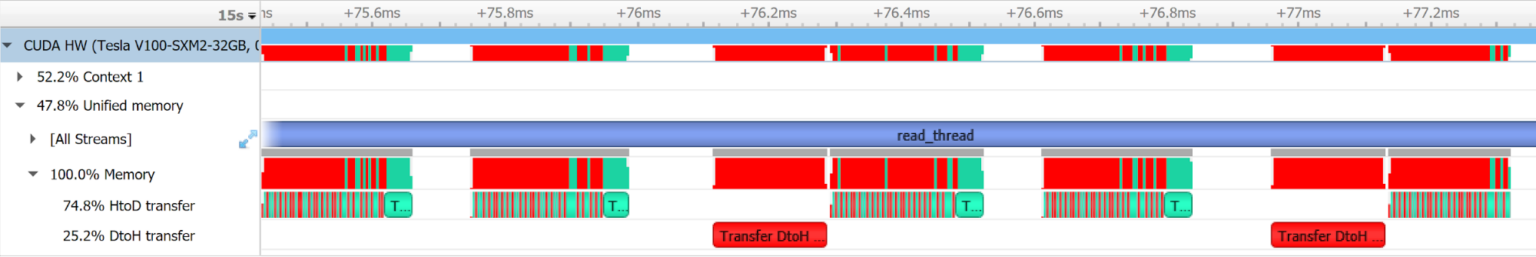 15s ▾ ms +75.6ms +75.8ms +76ms +76.2ms +76.4ms +76.6ms +76.8ms +77ms +77.2ms
CUDA HW (Tesla V100-SXM2-32GB, 0
52.2% Context 1
47.8% Unified memory
[All Streams] read_thread
100.0% Memory
74.8% HtoD transfer T... T... T... T...
25.2% DtoH transfer Transfer DtoH ... Transfer DtoH ...